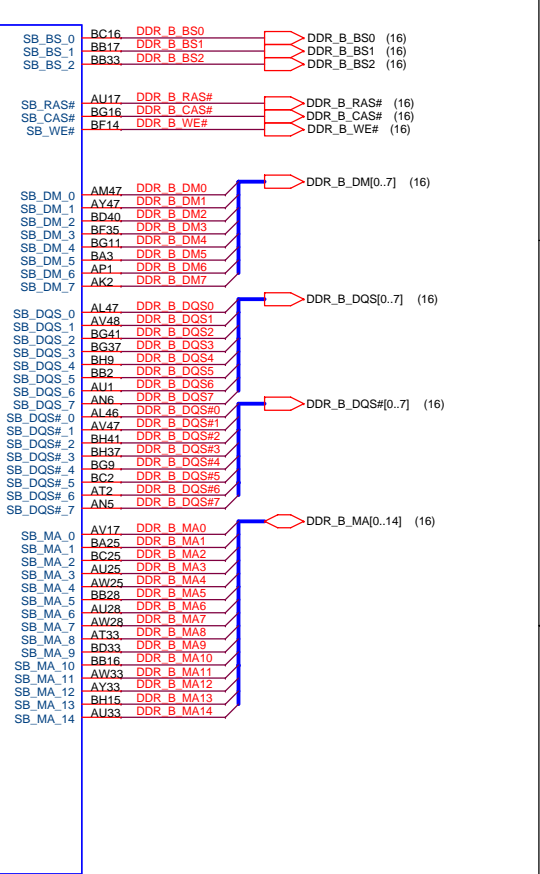 SB_BS_0 BC16 DDR_B_BS0 DDR_B_BS0 (16)
SB_BS_1 BB17 DDR_B_BS1 DDR_B_BS1 (16)
SB_BS_2 BB33 DDR_B_BS2 DDR_B_BS2 (16)
SB_RAS# AU17 DDR_B_RAS# DDR_B_RAS# (16)
SB_CAS# BG16 DDR_B_CAS# DDR_B_CAS# (16)
SB_WE# BF14 DDR_B_WE# DDR_B_WE# (16)
DDR_B_DM[0..7] (16)
SB_DM_0 AM47 DDR_B_DM0
SB_DM_1 AY47 DDR_B_DM1
SB_DM_2 BD40 DDR_B_DM2
SB_DM_3 BF35 DDR_B_DM3
SB_DM_4 BG11 DDR_B_DM4
SB_DM_5 BA3 DDR_B_DM5
SB_DM_6 AP1 DDR_B_DM6
SB_DM_7 AK2 DDR_B_DM7
DDR_B_DQS[0..7] (16)
SB_DQS_0 AL47 DDR_B_DQS0
SB_DQS_1 AV48 DDR_B_DQS1
SB_DQS_2 BG41 DDR_B_DQS2
SB_DQS_3 BG37 DDR_B_DQS3
SB_DQS_4 BH9 DDR_B_DQS4
SB_DQS_5 BB2 DDR_B_DQS5
SB_DQS_6 AU1 DDR_B_DQS6
SB_DQS_7 AN6 DDR_B_DQS7
DDR_B_DQS#[0..7] (16)
SB_DQS#_0 AL46 DDR_B_DQS#0
SB_DQS#_1 AV47 DDR_B_DQS#1
SB_DQS#_2 BH41 DDR_B_DQS#2
SB_DQS#_3 BH37 DDR_B_DQS#3
SB_DQS#_4 BG9 DDR_B_DQS#4
SB_DQS#_5 BC2 DDR_B_DQS#5
SB_DQS#_6 AT2 DDR_B_DQS#6
SB_DQS#_7 AN5 DDR_B_DQS#7
DDR_B_MA[0..14] (16)
SB_MA_0 AV17 DDR_B_MA0
SB_MA_1 BA25 DDR_B_MA1
SB_MA_2 BC25 DDR_B_MA2
SB_MA_3 AU25 DDR_B_MA3
SB_MA_4 AW25 DDR_B_MA4
SB_MA_5 BB28 DDR_B_MA5
SB_MA_6 AU28 DDR_B_MA6
SB_MA_7 AW28 DDR_B_MA7
SB_MA_8 AT33 DDR_B_MA8
SB_MA_9 BD33 DDR_B_MA9
SB_MA_10 BB16 DDR_B_MA10
SB_MA_11 AW33 DDR_B_MA11
SB_MA_12 AY33 DDR_B_MA12
SB_MA_13 BH15 DDR_B_MA13
SB_MA_14 AU33 DDR_B_MA14